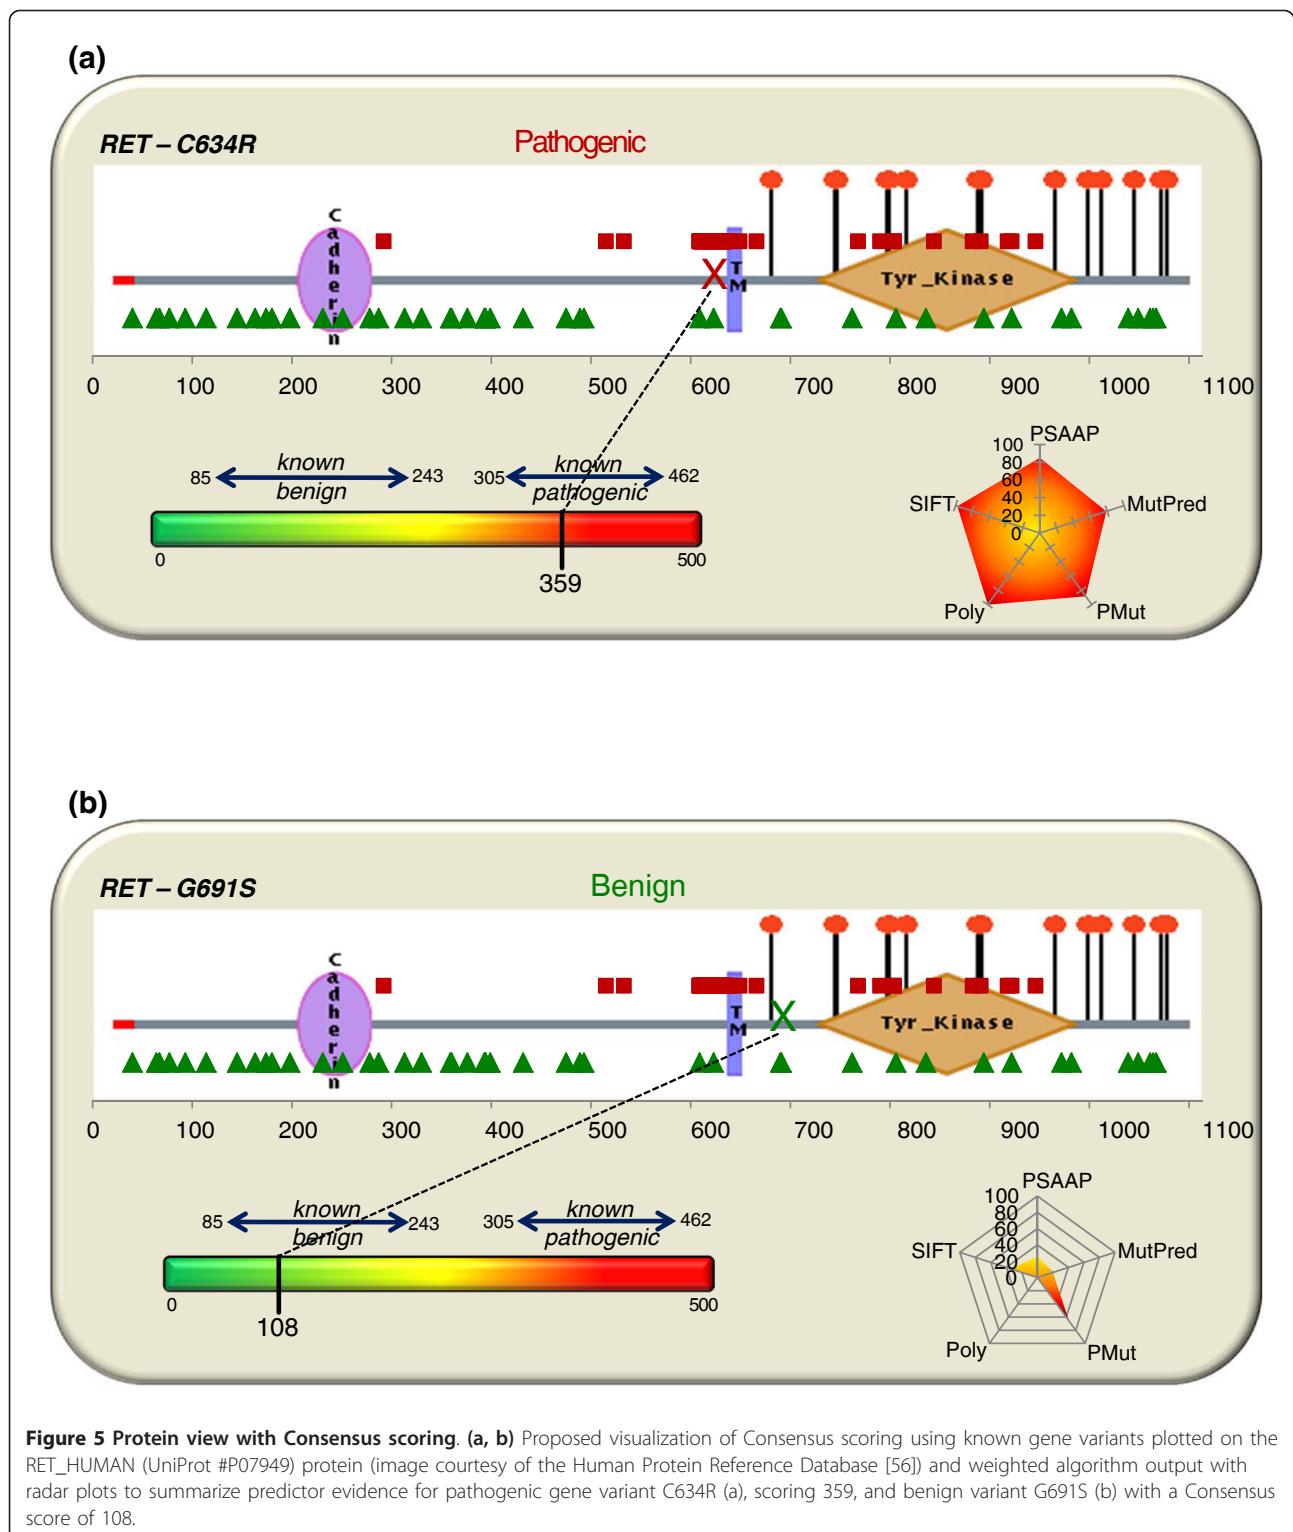 (a)
RET – C634R
Pathogenic
Cadherin
TM
Tyr_Kinase
0 100 200 300 400 500 600 700 800 900 1000 1100
85 known benign 243
305 known pathogenic 462
0 500
359
PSAAP
100
80
60
40
20
0
SIFT
MutPred
Poly
PMut
(b)
RET – G691S
Benign
Cadherin
TM
Tyr_Kinase
0 100 200 300 400 500 600 700 800 900 1000 1100
85 known benign 243
305 known pathogenic 462
0 500
108
PSAAP
100
80
60
40
20
0
SIFT
MutPred
Poly
PMut
Figure 5 Protein view with Consensus scoring. (a, b) Proposed visualization of Consensus scoring using known gene variants plotted on the
RET_HUMAN (UniProt #P07949) protein (image courtesy of the Human Protein Reference Database [56]) and weighted algorithm output with
radar plots to summarize predictor evidence for pathogenic gene variant C634R (a), scoring 359, and benign variant G691S (b) with a Consensus
score of 108.